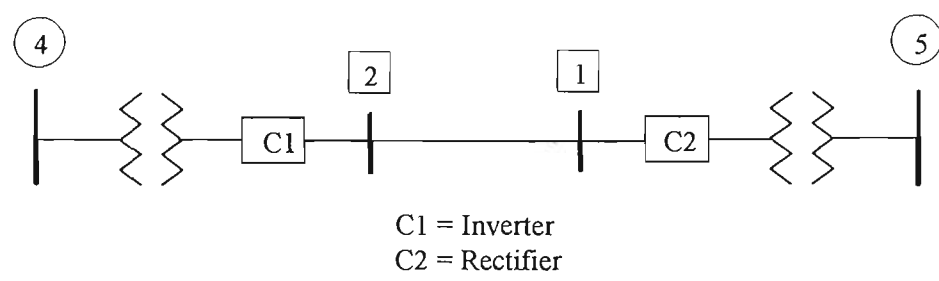 4
2
1
5
C1
C2
C1 = Inverter
C2 = Rectifier